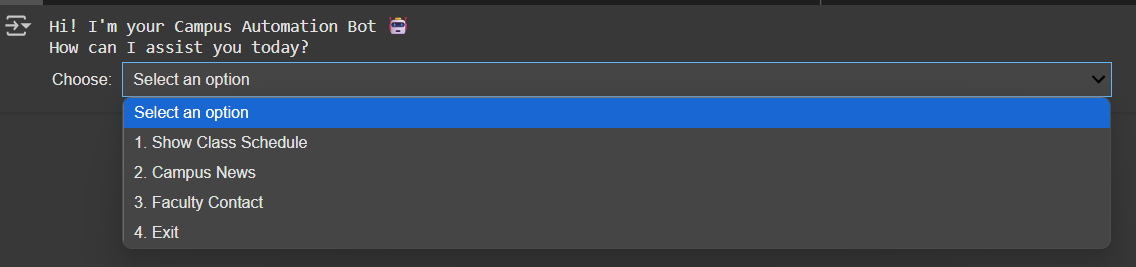 Hi! I'm your Campus Automation Bot 🤖
How can I assist you today?
Choose: Select an option
Select an option
1. Show Class Schedule
2. Campus News
3. Faculty Contact
4. Exit